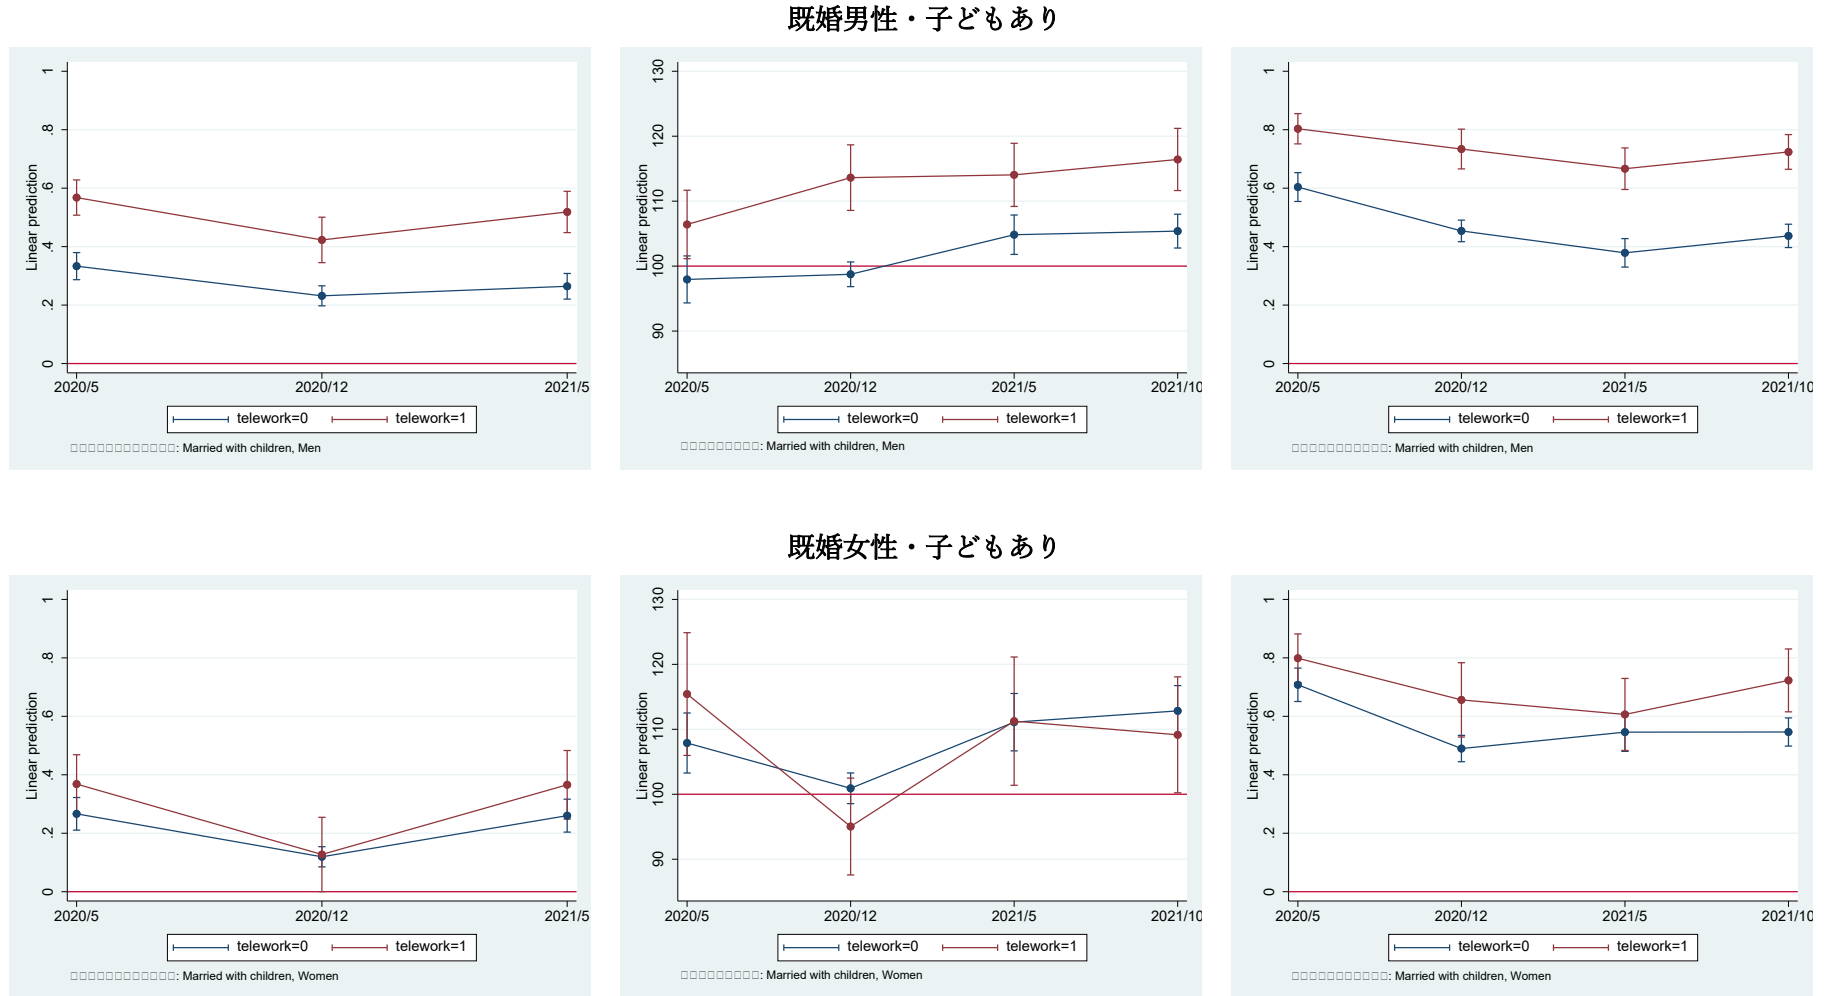 既婚男性・子どもあり
1
.8
.6
.4
.2
0
Linear prediction
2020/5 2020/12 2021/5
telework=0 telework=1
: Married with children, Men
130
120
110
100
90
Linear prediction
2020/5 2020/12 2021/5 2021/10
telework=0 telework=1
: Married with children, Men
1
.8
.6
.4
.2
0
Linear prediction
2020/5 2020/12 2021/5 2021/10
telework=0 telework=1
: Married with children, Men
既婚女性・子どもあり
1
.8
.6
.4
.2
0
Linear prediction
2020/5 2020/12 2021/5
telework=0 telework=1
: Married with children, Women
130
120
110
100
90
Linear prediction
2020/5 2020/12 2021/5 2021/10
telework=0 telework=1
: Married with children, Women
1
.8
.6
.4
.2
0
Linear prediction
2020/5 2020/12 2021/5 2021/10
telework=0 telework=1
: Married with children, Women